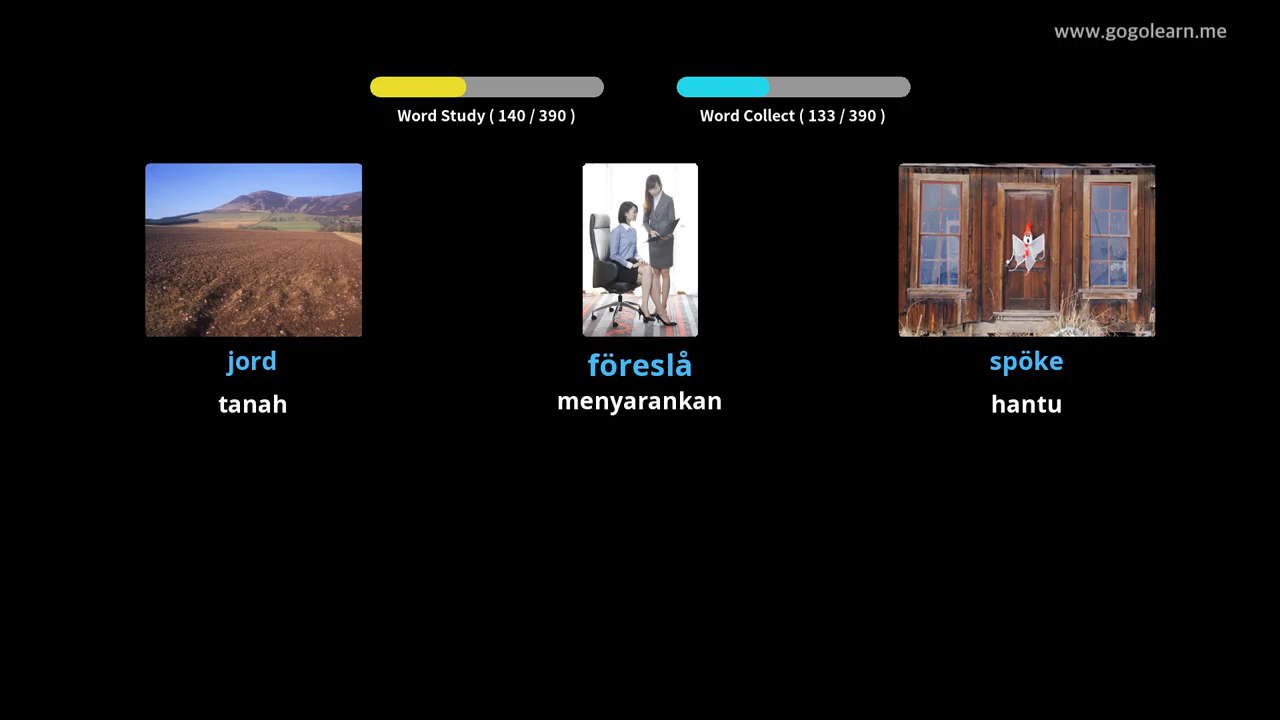 www.gogolearn.me
Word Study ( 140 / 390 )
Word Collect ( 133 / 390 )
jord
föreslå
spöke
tanah
menyarankan
hantu